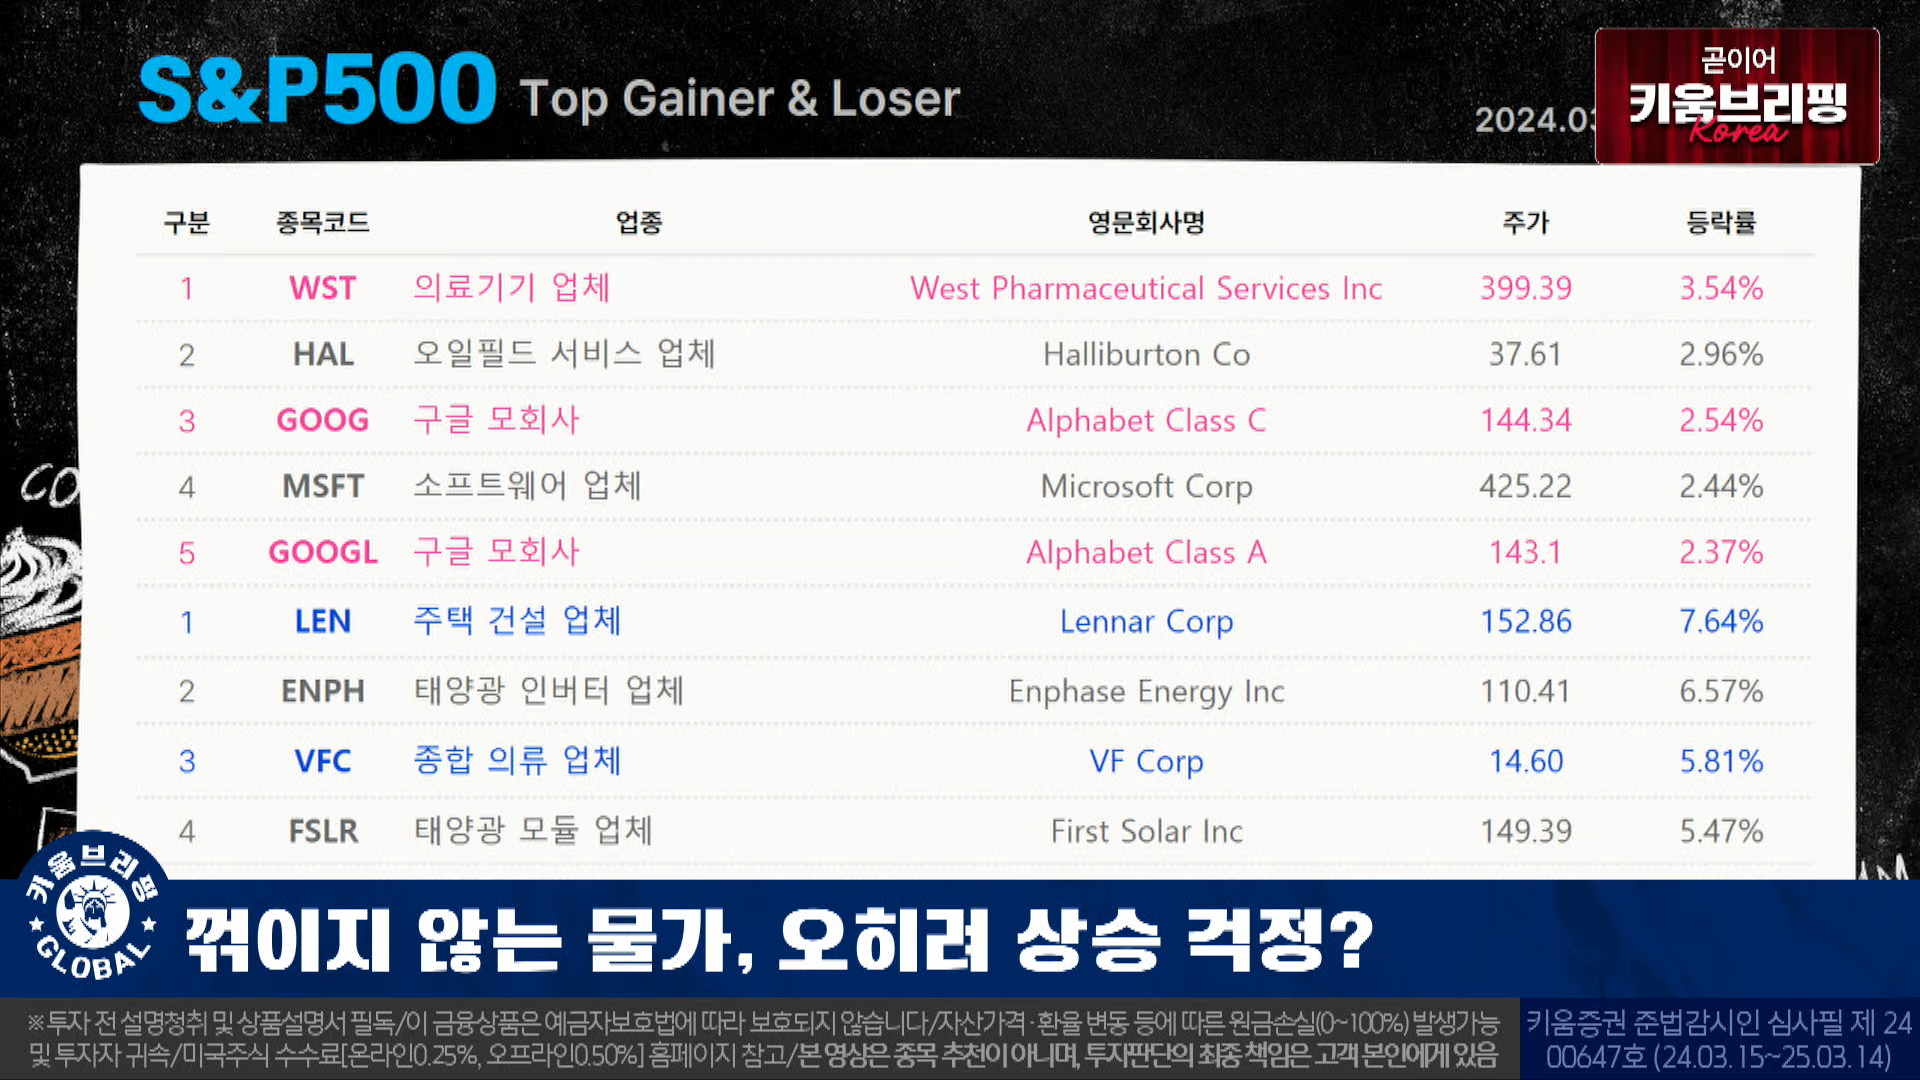 S&P500 Top Gainer & Loser
2024.03
곧이어
키움브리핑
Korea
구분 종목코드 업종 영문회사명 주가 등락률
1 WST 의료기기 업체 West Pharmaceutical Services Inc 399.39 3.54%
2 HAL 오일필드 서비스 업체 Halliburton Co 37.61 2.96%
3 GOOG 구글 모회사 Alphabet Class C 144.34 2.54%
4 MSFT 소프트웨어 업체 Microsoft Corp 425.22 2.44%
5 GOOGL 구글 모회사 Alphabet Class A 143.1 2.37%
1 LEN 주택 건설 업체 Lennar Corp 152.86 7.64%
2 ENPH 태양광 인버터 업체 Enphase Energy Inc 110.41 6.57%
3 VFC 종합 의류 업체 VF Corp 14.60 5.81%
4 FSLR 태양광 모듈 업체 First Solar Inc 149.39 5.47%
CO
키움브리핑
GLOBAL
꺾이지 않는 물가, 오히려 상승 걱정?
※투자 전 설명청취 및 상품설명서 필독/이 금융상품은 예금자보호법에 따라 보호되지 않습니다/자산가격·환율 변동 등에 따른 원금손실(0~100%) 발생가능
및 투자자 귀속/미국주식 수수료[온라인0.25%, 오프라인0.50%] 홈페이지 참고/본 영상은 종목 추천이 아니며, 투자판단의 최종 책임은 고객 본인에게 있음
키움증권 준법감시인 심사필 제 24
00647호 (24.03.15~25.03.14)